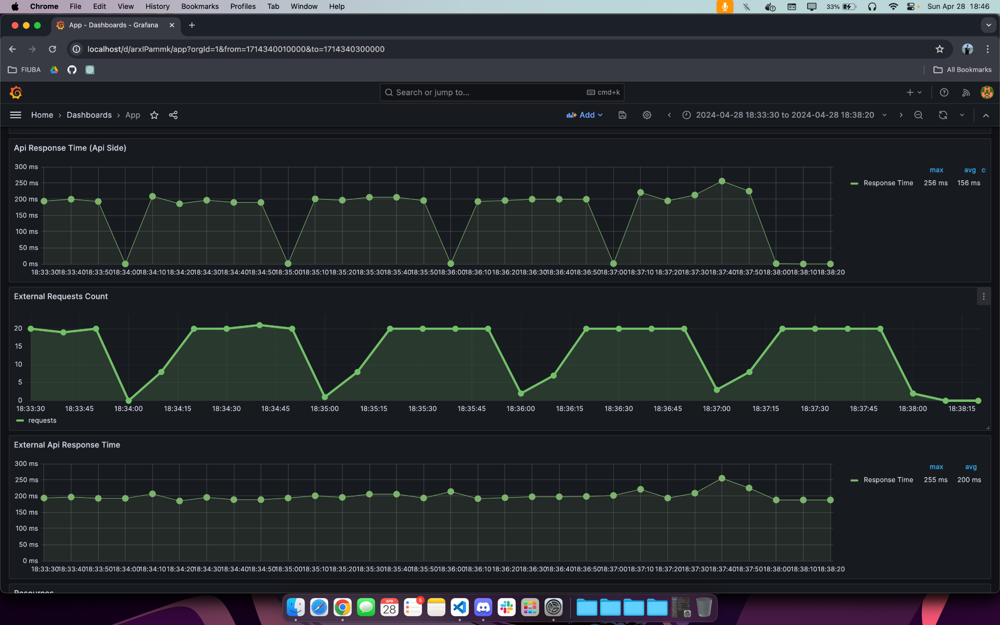 Chrome File Edit View History Bookmarks Profiles Tab Window Help 33% Sun Apr 28 18:46
App - Dashboards - Grafana
localhost/d/arxIPammk/app?orgId=1&from=1714340010000&to=1714340300000
FIUBA All Bookmarks
Search or jump to... cmd+k
Home › Dashboards › App Add 2024-04-28 18:33:30 to 2024-04-28 18:38:20
Api Response Time (Api Side)
300 ms
250 ms
200 ms
150 ms
100 ms
50 ms
0 ms
18:33:30 18:33:40 18:33:50 18:34:00 18:34:10 18:34:20 18:34:30 18:34:40 18:34:50 18:35:00 18:35:10 18:35:20 18:35:30 18:35:40 18:35:50 18:36:00 18:36:10 18:36:20 18:36:30 18:36:40 18:36:50 18:37:00 18:37:10 18:37:20 18:37:30 18:37:40 18:37:50 18:38:00 18:38:10 18:38:20
max avg
Response Time 256 ms 156 ms
External Requests Count
20
15
10
5
0
18:33:30 18:33:45 18:34:00 18:34:15 18:34:30 18:34:45 18:35:00 18:35:15 18:35:30 18:35:45 18:36:00 18:36:15 18:36:30 18:36:45 18:37:00 18:37:15 18:37:30 18:37:45 18:38:00 18:38:15
requests
External Api Response Time
300 ms
250 ms
200 ms
150 ms
100 ms
50 ms
0 ms
18:33:30 18:33:40 18:33:50 18:34:00 18:34:10 18:34:20 18:34:30 18:34:40 18:34:50 18:35:00 18:35:10 18:35:20 18:35:30 18:35:40 18:35:50 18:36:00 18:36:10 18:36:20 18:36:30 18:36:40 18:36:50 18:37:00 18:37:10 18:37:20 18:37:30 18:37:40 18:37:50 18:38:00 18:38:10 18:38:20
max avg
Response Time 255 ms 200 ms
Resources
APR
28
5